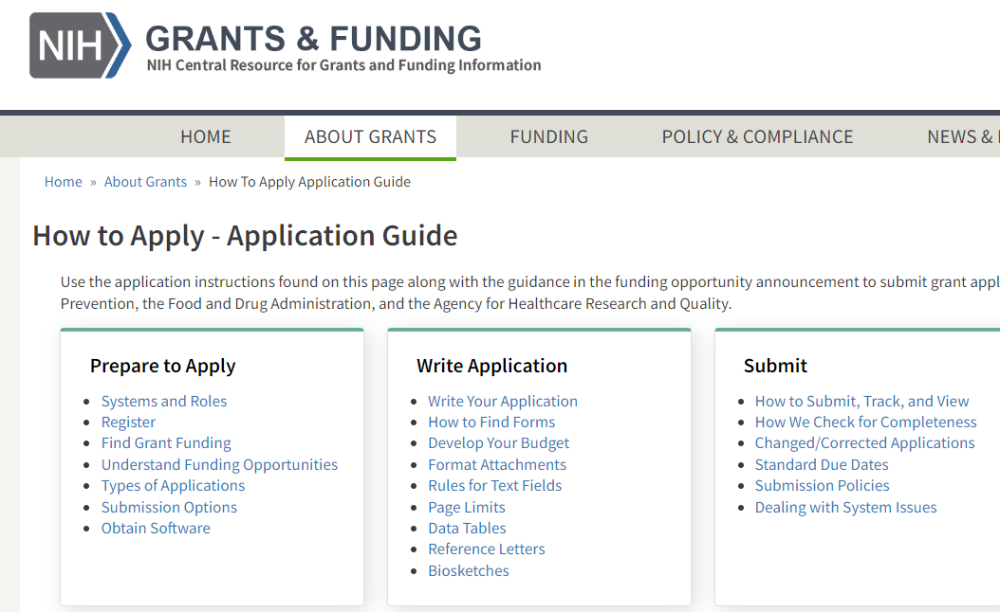 NIH
GRANTS & FUNDING
NIH Central Resource for Grants and Funding Information
HOME ABOUT GRANTS FUNDING POLICY & COMPLIANCE NEWS &
Home » About Grants » How To Apply Application Guide
How to Apply - Application Guide
Use the application instructions found on this page along with the guidance in the funding opportunity announcement to submit grant
Prevention, the Food and Drug Administration, and the Agency for Healthcare Research and Quality.
Prepare to Apply
Systems and Roles
Register
Find Grant Funding
Understand Funding Opportunities
Types of Applications
Submission Options
Obtain Software
Write Application
Write Your Application
How to Find Forms
Develop Your Budget
Format Attachments
Rules for Text Fields
Page Limits
Data Tables
Reference Letters
Biosketches
Submit
How to Submit, Track, and View
How We Check for Completeness
Changed/Corrected Applications
Standard Due Dates
Submission Policies
Dealing with System Issues